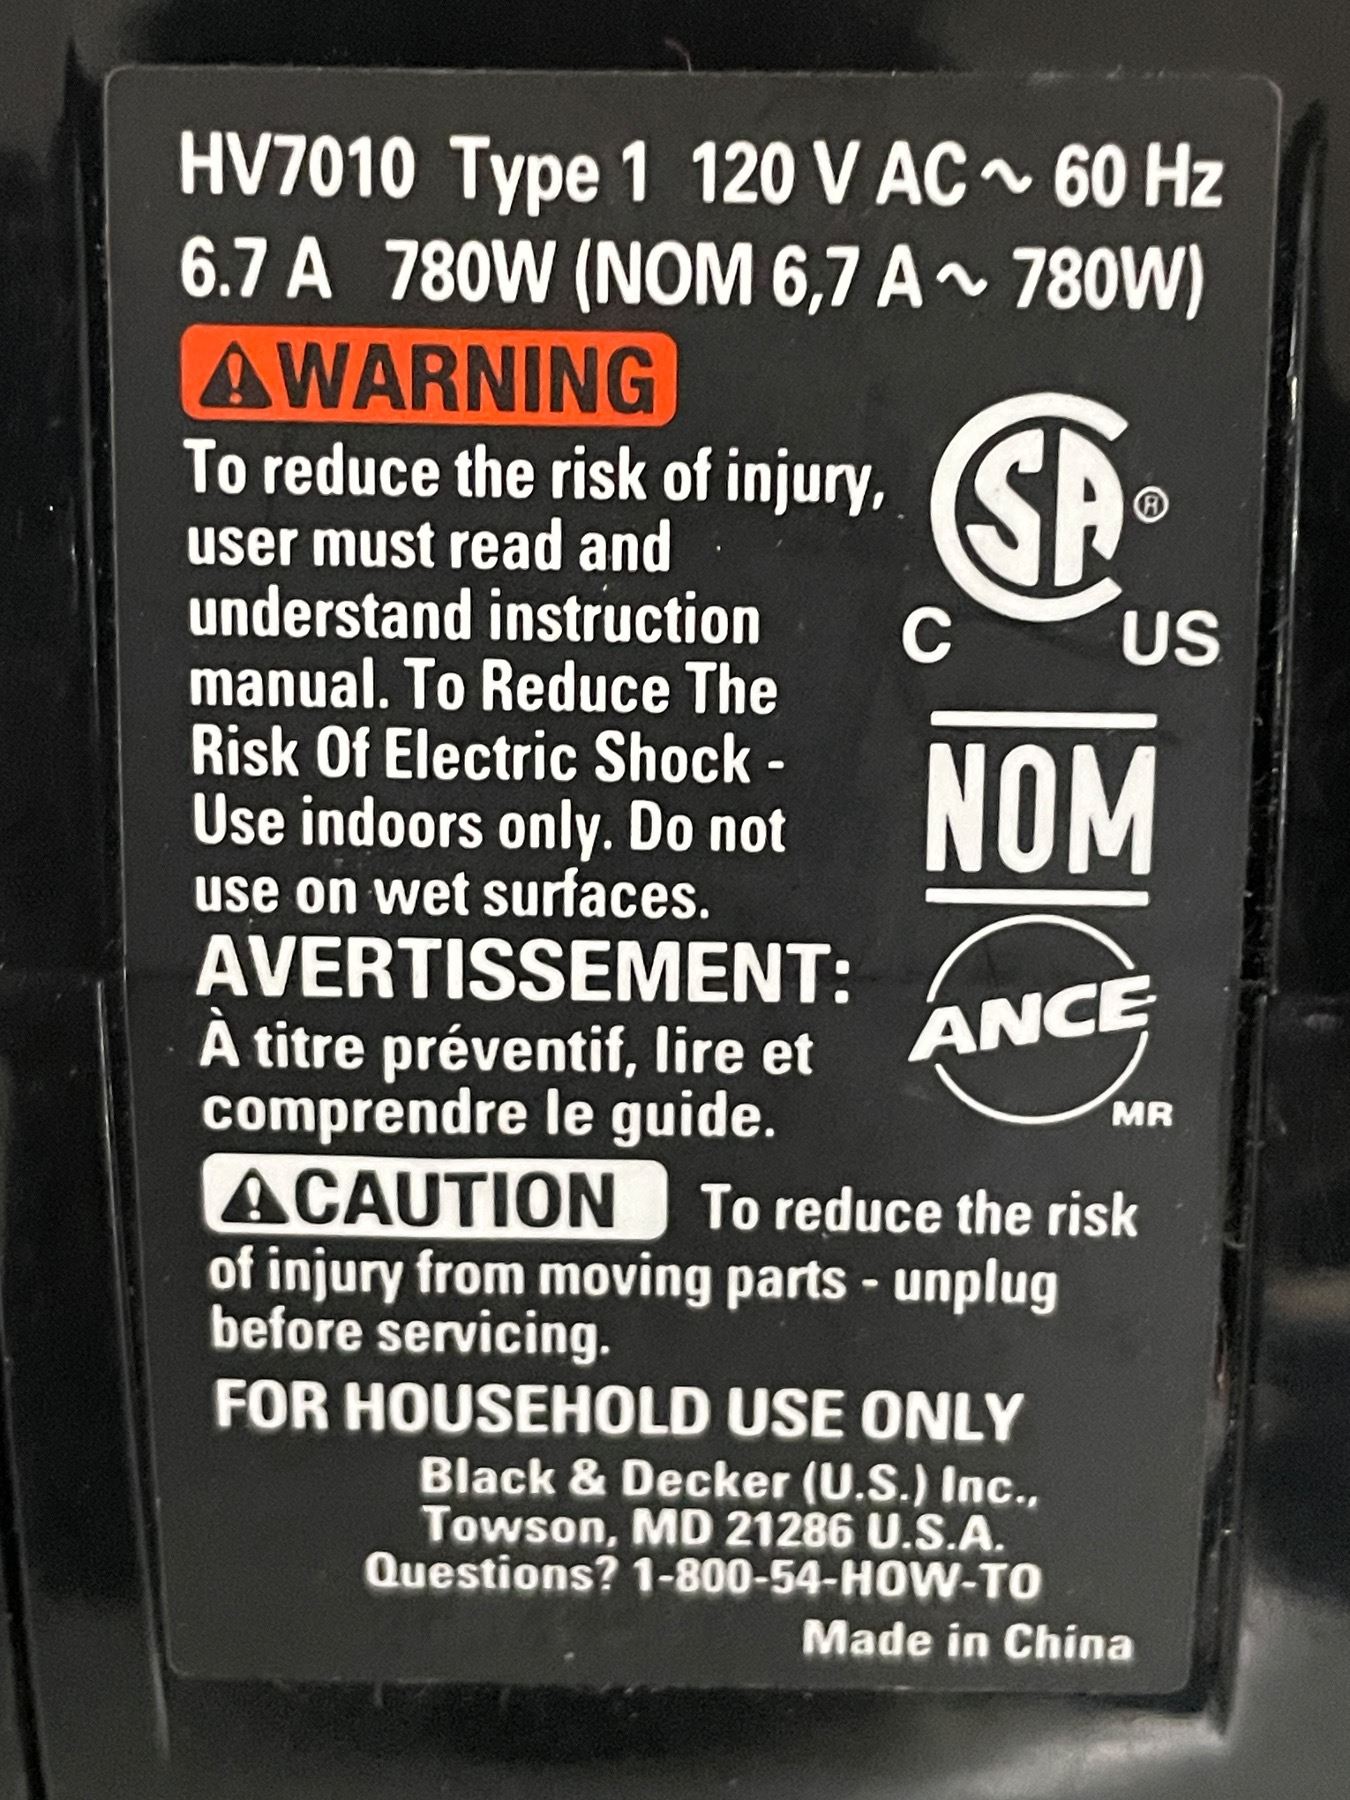 HV7010 Type 1 120 V AC ~ 60 Hz
6.7 A 780W (NOM 6,7 A ~ 780W)
WARNING
To reduce the risk of injury,
user must read and
understand instruction
manual. To Reduce The
Risk Of Electric Shock -
Use indoors only. Do not
use on wet surfaces.
AVERTISSEMENT:
À titre préventif, lire et
comprendre le guide.
CAUTION To reduce the risk
of injury from moving parts - unplug
before servicing.
FOR HOUSEHOLD USE ONLY
Black & Decker (U.S.) Inc.,
Towson, MD 21286 U.S.A.
Questions? 1-800-54-HOW-TO
Made in China
CSA®
C US
NOM
ANCE
MR